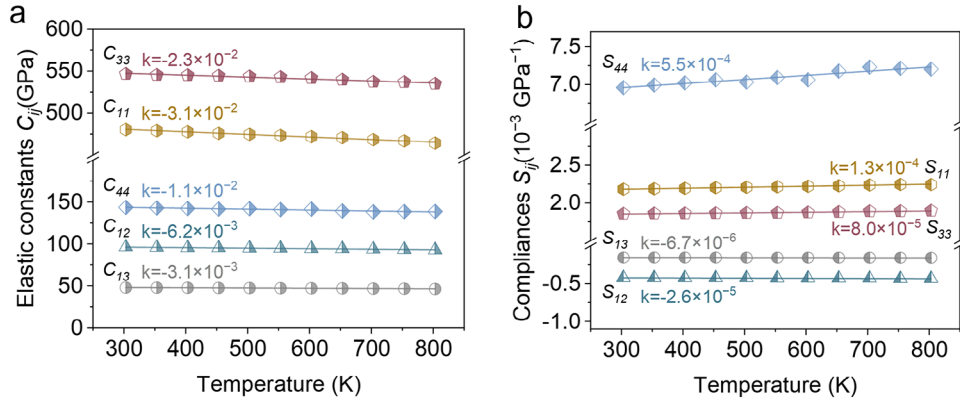 a
Elastic constants Cij(GPa)
600
550
500
150
100
50
0
C33 k=-2.3×10⁻²
C11 k=-3.1×10⁻²
C44 k=-1.1×10⁻²
C12 k=-6.2×10⁻³
C13 k=-3.1×10⁻³
300 400 500 600 700 800
Temperature (K)
b
Compliances Sij(10⁻³ GPa⁻¹)
7.25
7.0
2.25
2.0
1.75
-0.5
-1.0
S44 k=5.5×10⁻⁴
k=1.3×10⁻⁴ S11
k=8.0×10⁻⁵ S33
S13 k=-6.7×10⁻⁶
S12 k=-2.6×10⁻⁵
300 400 500 600 700 800
Temperature (K)